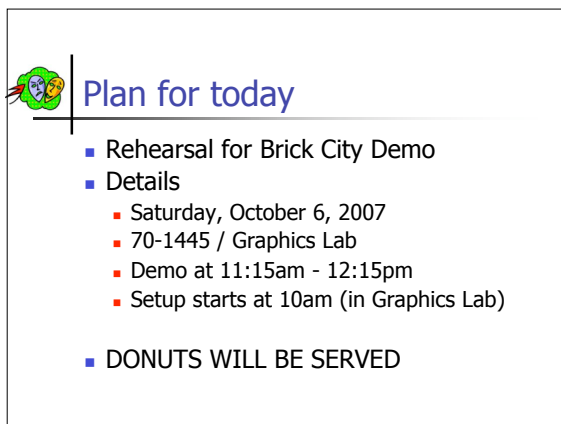 Plan for today
Rehearsal for Brick City Demo
Details
Saturday, October 6, 2007
70-1445 / Graphics Lab
Demo at 11:15am - 12:15pm
Setup starts at 10am (in Graphics Lab)
DONUTS WILL BE SERVED